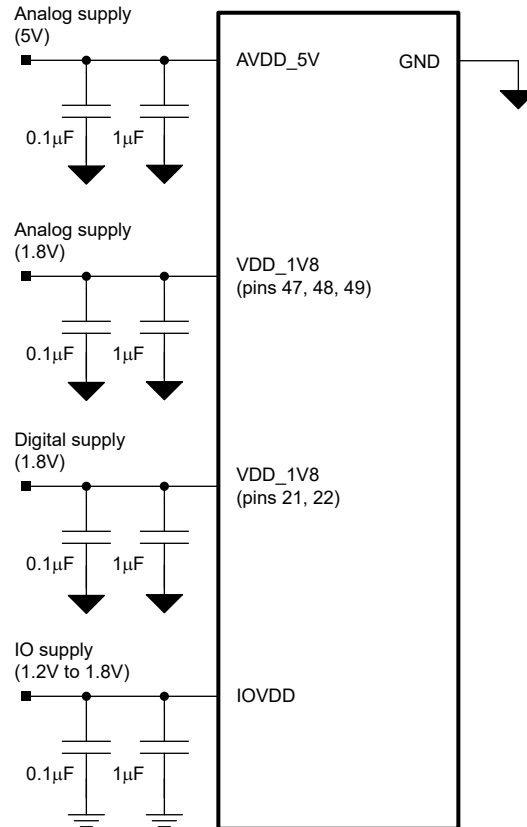 Analog supply
(5V)
AVDD_5V
GND
0.1μF
1μF
Analog supply
(1.8V)
VDD_1V8
(pins 47, 48, 49)
0.1μF
1μF
Digital supply
(1.8V)
VDD_1V8
(pins 21, 22)
0.1μF
1μF
IO supply
(1.2V to 1.8V)
IOVDD
0.1μF
1μF